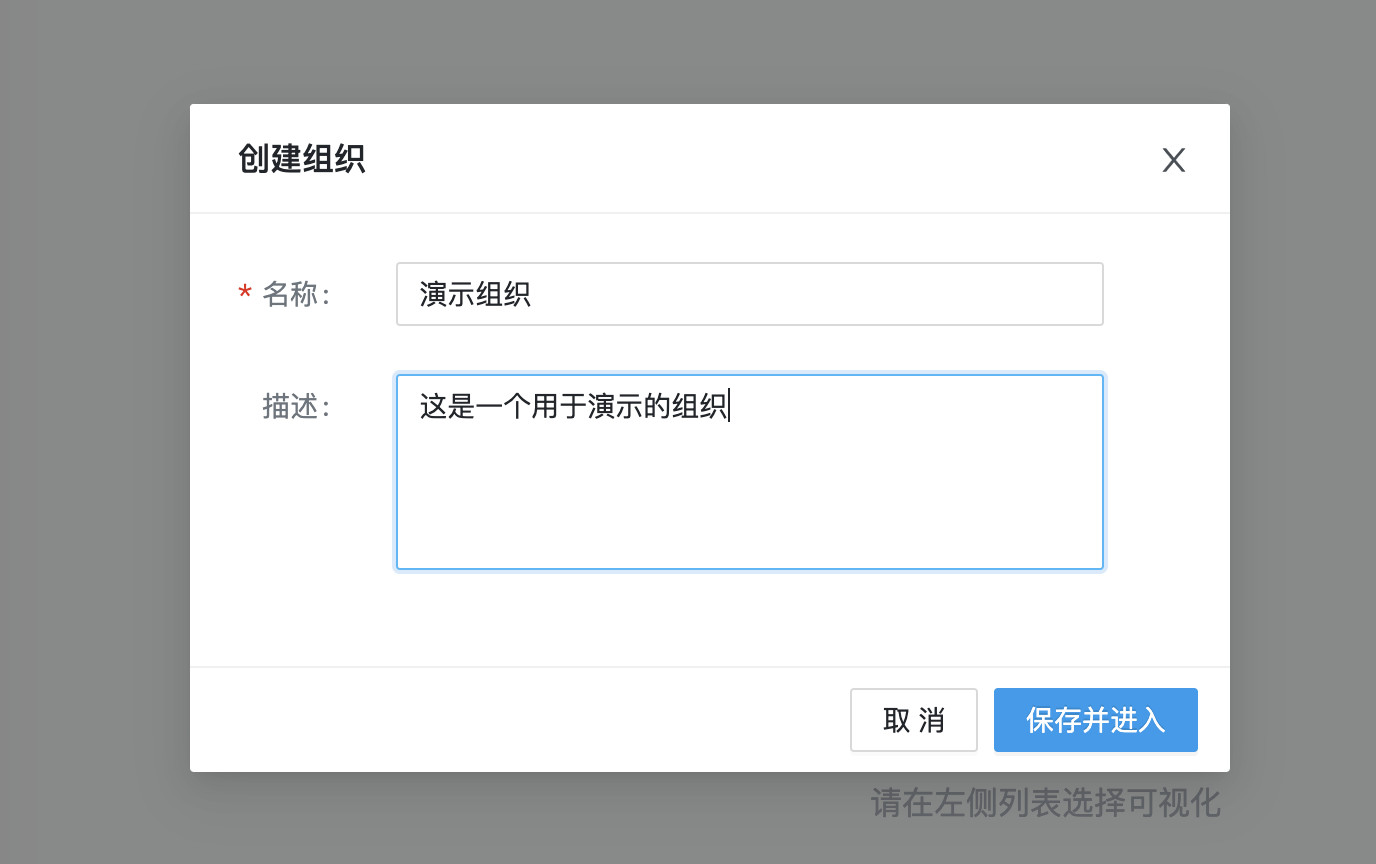 创建组织
* 名称:
演示组织
描述:
这是一个用于演示的组织
取 消
保存并进入
请在左侧列表选择可视化